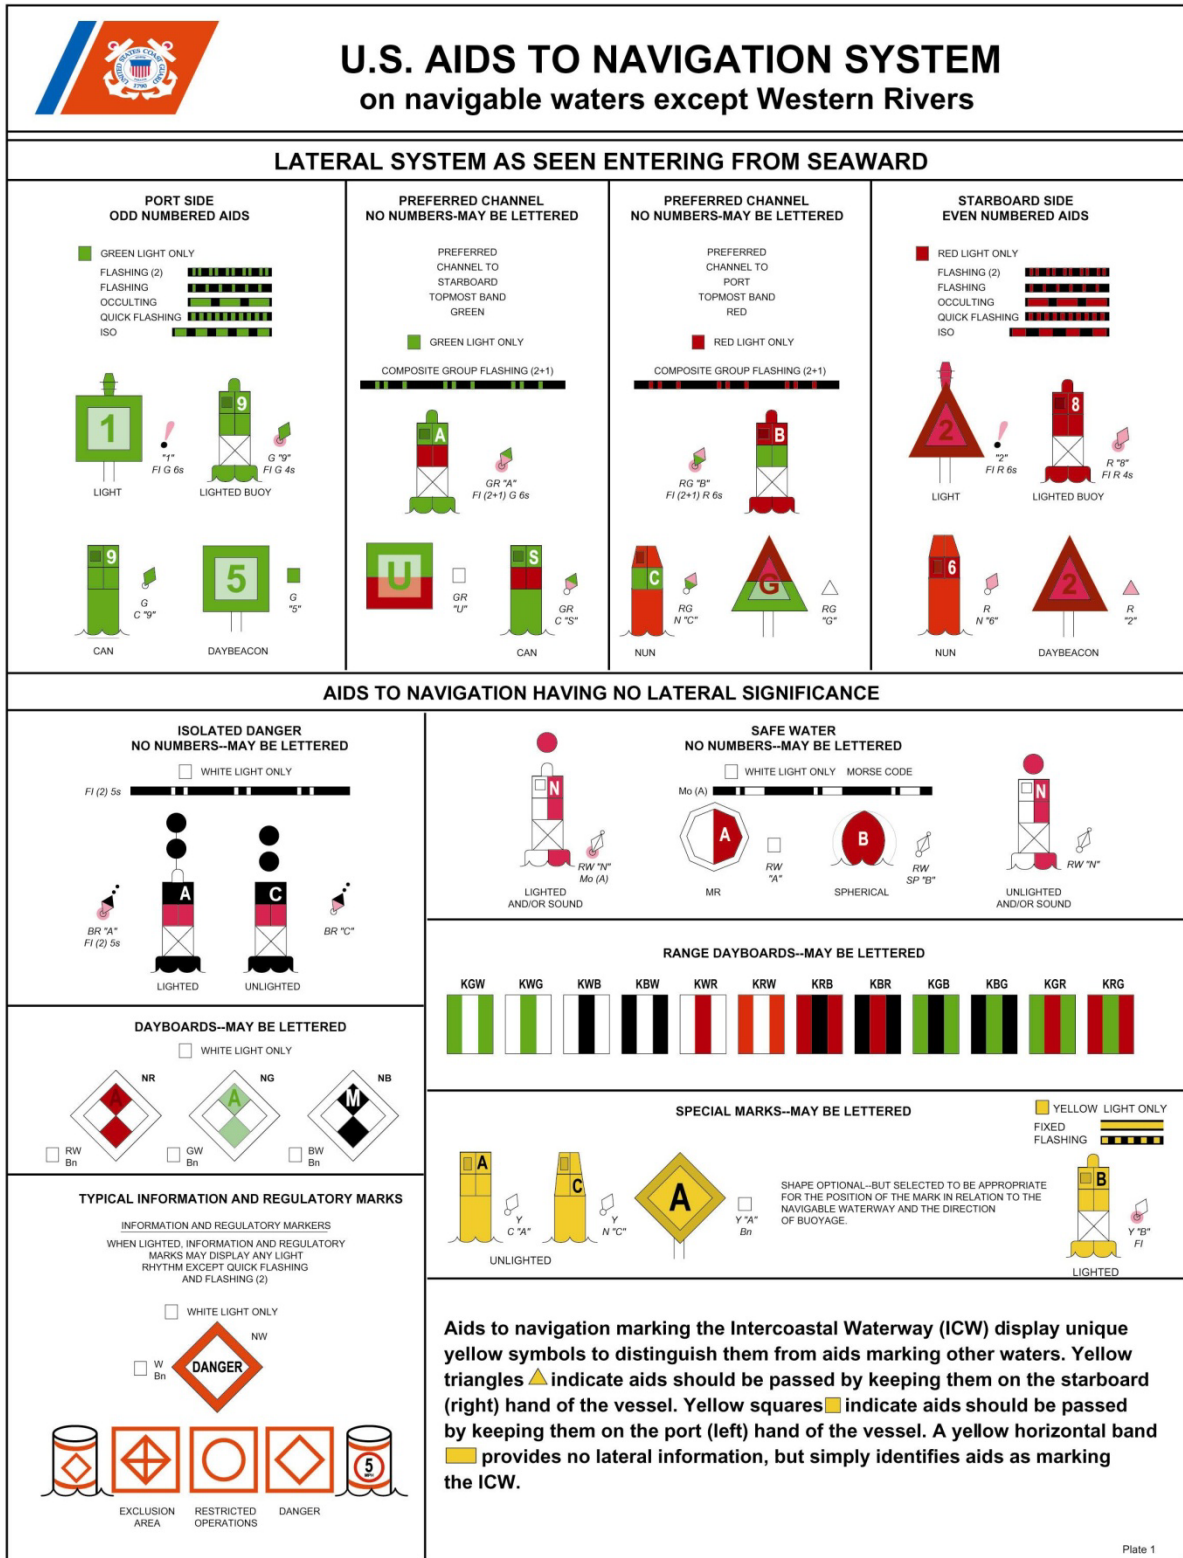 UNITED STATES COAST GUARD
1790
U.S. AIDS TO NAVIGATION SYSTEM
on navigable waters except Western Rivers
LATERAL SYSTEM AS SEEN ENTERING FROM SEAWARD
PORT SIDE
ODD NUMBERED AIDS
GREEN LIGHT ONLY
FLASHING (2)
FLASHING
OCCULTING
QUICK FLASHING
ISO
1
"1"
Fl G 6s
LIGHT
9
G "9"
Fl G 4s
LIGHTED BUOY
9
G
C "9"
CAN
5
G
"5"
DAYBEACON
PREFERRED CHANNEL
NO NUMBERS-MAY BE LETTERED
PREFERRED
CHANNEL TO
STARBOARD
TOPMOST BAND
GREEN
GREEN LIGHT ONLY
COMPOSITE GROUP FLASHING (2+1)
A
GR "A"
Fl (2+1) G 6s
U
GR
"U"
S
GR
C "S"
CAN
PREFERRED CHANNEL
NO NUMBERS-MAY BE LETTERED
PREFERRED
CHANNEL TO
PORT
TOPMOST BAND
RED
RED LIGHT ONLY
COMPOSITE GROUP FLASHING (2+1)
B
RG "B"
Fl (2+1) R 6s
C
RG
N "C"
NUN
G
RG
"G"
STARBOARD SIDE
EVEN NUMBERED AIDS
RED LIGHT ONLY
FLASHING (2)
FLASHING
OCCULTING
QUICK FLASHING
ISO
2
"2"
Fl R 6s
LIGHT
8
R "8"
Fl R 4s
LIGHTED BUOY
6
R
N "6"
NUN
2
R
"2"
DAYBEACON
AIDS TO NAVIGATION HAVING NO LATERAL SIGNIFICANCE
ISOLATED DANGER
NO NUMBERS--MAY BE LETTERED
WHITE LIGHT ONLY
Fl (2) 5s
A
BR "A"
Fl (2) 5s
LIGHTED
C
BR "C"
UNLIGHTED
SAFE WATER
NO NUMBERS--MAY BE LETTERED
WHITE LIGHT ONLY MORSE CODE
Mo (A)
N
RW "N"
Mo (A)
LIGHTED
AND/OR SOUND
A
RW
"A"
MR
B
RW
SP "B"
SPHERICAL
N
RW "N"
UNLIGHTED
AND/OR SOUND
RANGE DAYBOARDS--MAY BE LETTERED
KGW KWG KWB KBW KWR KRW KRB KBR KGB KBG KGR KRG
DAYBOARDS--MAY BE LETTERED
WHITE LIGHT ONLY
NR
A
RW
Bn
NG
A
GW
Bn
NB
M
BW
Bn
SPECIAL MARKS--MAY BE LETTERED
YELLOW LIGHT ONLY
FIXED
FLASHING
A
Y
C "A"
C
Y
N "C"
UNLIGHTED
A
Y "A"
Bn
SHAPE OPTIONAL--BUT SELECTED TO BE APPROPRIATE
FOR THE POSITION OF THE MARK IN RELATION TO THE
NAVIGABLE WATERWAY AND THE DIRECTION
OF BUOYAGE.
B
Y "B"
Fl
LIGHTED
TYPICAL INFORMATION AND REGULATORY MARKS
INFORMATION AND REGULATORY MARKERS
WHEN LIGHTED, INFORMATION AND REGULATORY
MARKS MAY DISPLAY ANY LIGHT
RHYTHM EXCEPT QUICK FLASHING
AND FLASHING (2)
WHITE LIGHT ONLY
NW
W
Bn
DANGER
5
MPH
EXCLUSION
AREA
RESTRICTED
OPERATIONS
DANGER
Aids to navigation marking the Intercoastal Waterway (ICW) display unique
yellow symbols to distinguish them from aids marking other waters. Yellow
triangles indicate aids should be passed by keeping them on the starboard
(right) hand of the vessel. Yellow squares indicate aids should be passed
by keeping them on the port (left) hand of the vessel. A yellow horizontal band
provides no lateral information, but simply identifies aids as marking
the ICW.
Plate 1